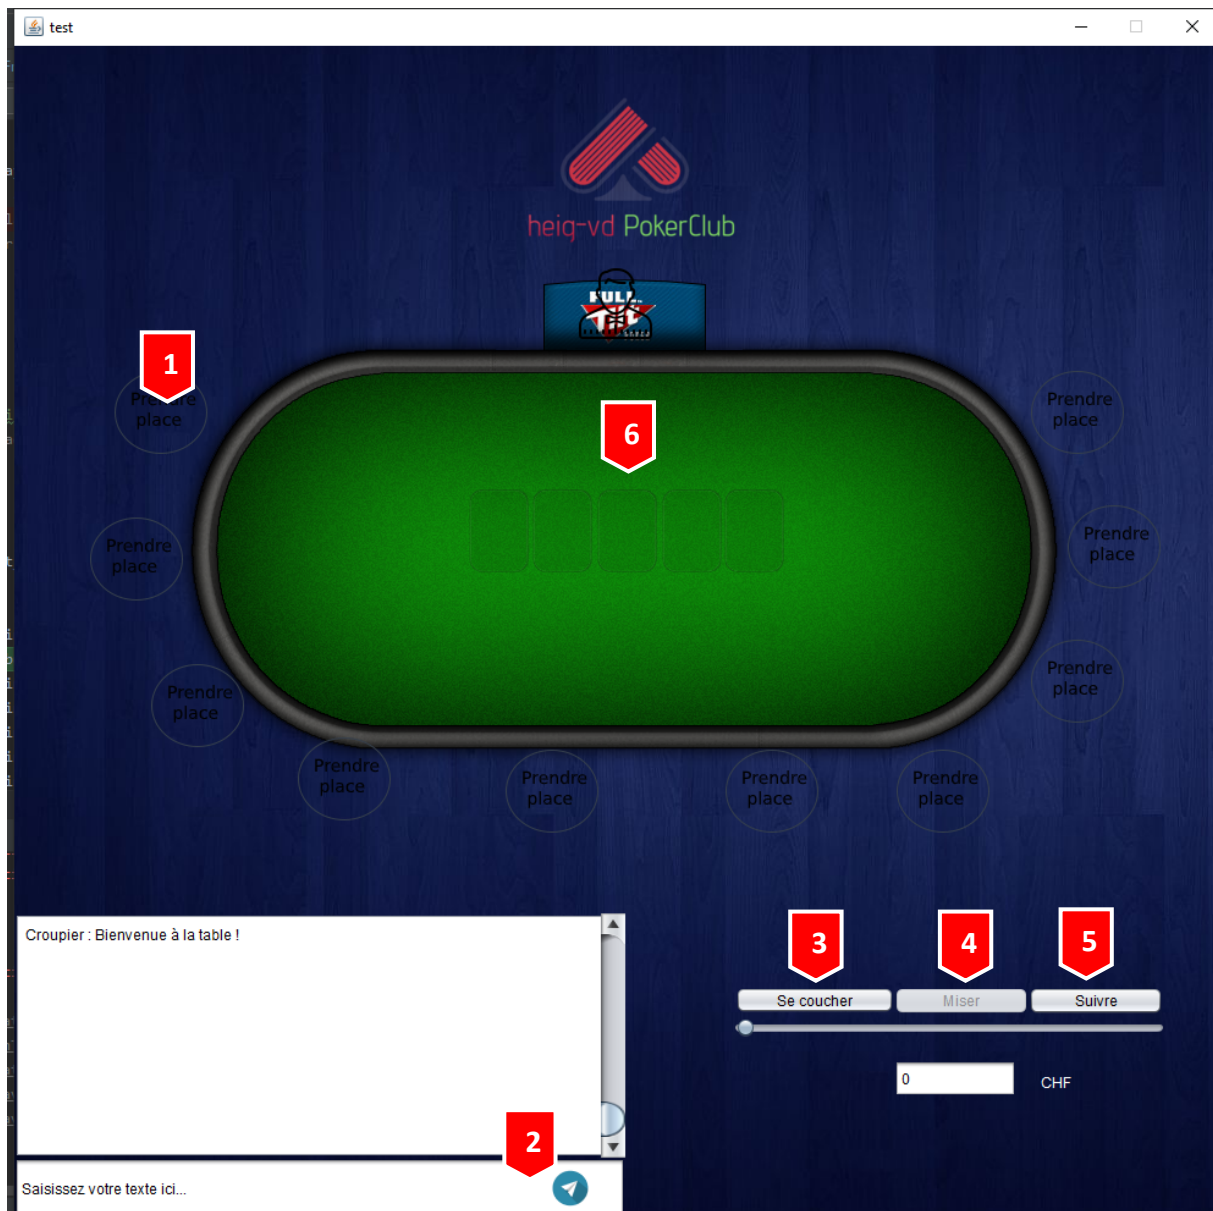 test
heig-vd PokerClub
FULL
TILT
1
Prendre
place
6
Prendre
place
Prendre
place
Prendre
place
Prendre
place
Prendre
place
Prendre
place
Prendre
place
Prendre
place
Prendre
place
Croupier : Bienvenue à la table !
3
4
5
Se coucher
Miser
Suivre
0
CHF
2
Saisissez votre texte ici...